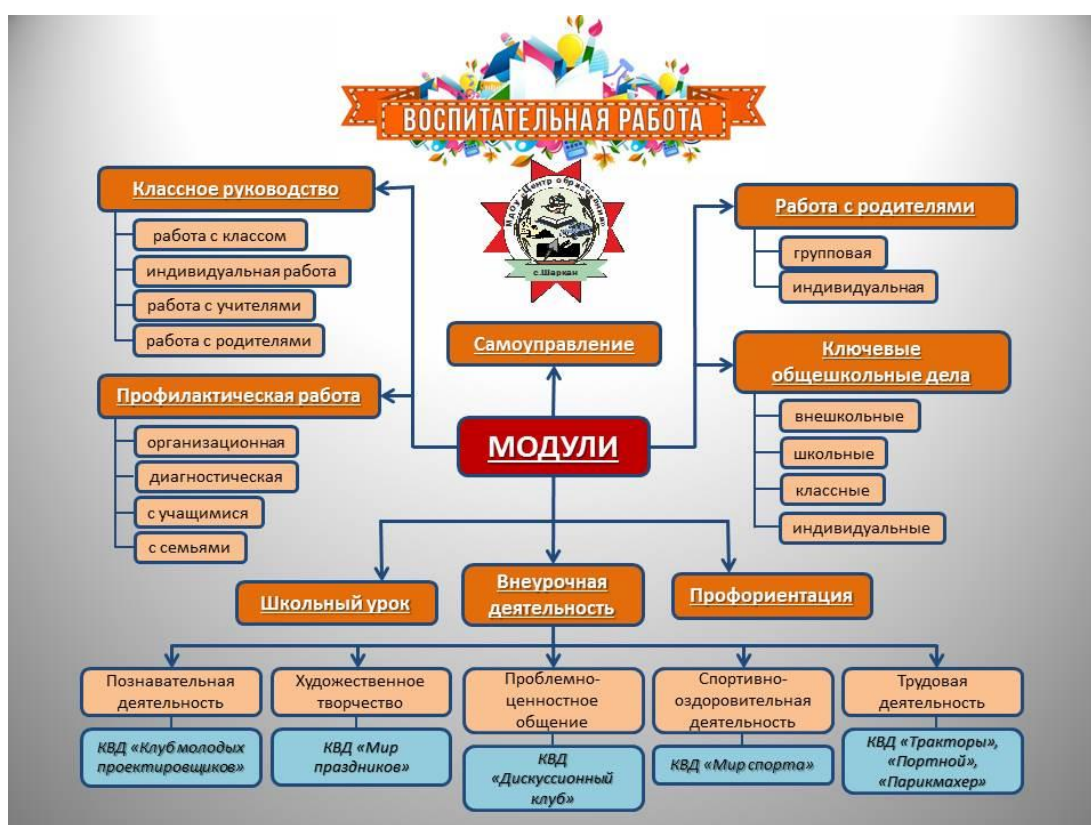 ВОСПИТАТЕЛЬНАЯ РАБОТА
МДОУ «Центр образования»
с.Шаркан
Классное руководство
работа с классом
индивидуальная работа
работа с учителями
работа с родителями
Профилактическая работа
организационная
диагностическая
с учащимися
с семьями
Самоуправление
МОДУЛИ
Работа с родителями
групповая
индивидуальная
Ключевые
общешкольные дела
внешкольные
школьные
классные
индивидуальные
Школьный урок
Внеурочная
деятельность
Профориентация
Познавательная
деятельность
КВД «Клуб молодых
проектировщиков»
Художественное
творчество
КВД «Мир
праздников»
Проблемно-
ценностное
общение
КВД
«Дискуссионный
клуб»
Спортивно-
оздоровительная
деятельность
КВД «Мир спорта»
Трудовая
деятельность
КВД «Тракторы»,
«Портной»,
«Парикмахер»